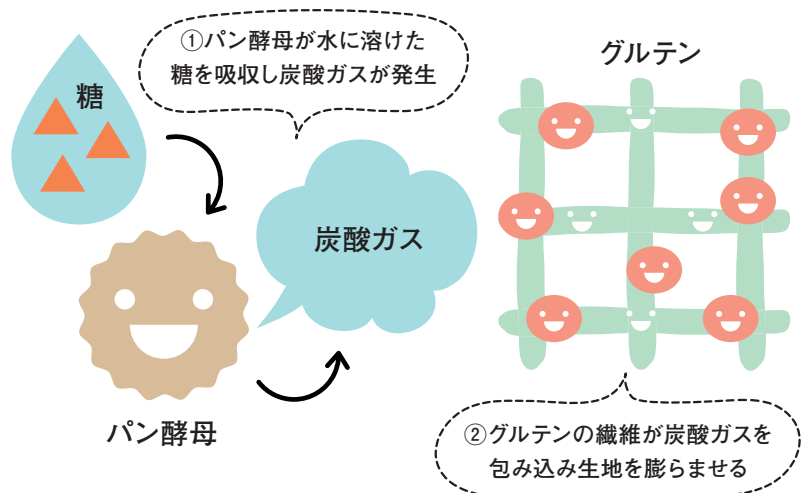 ①パン酵母が水に溶けた
糖を吸収し炭酸ガスが発生
糖
炭酸ガス
パン酵母
グルテン
②グルテンの繊維が炭酸ガスを
包み込み生地を膨らませる